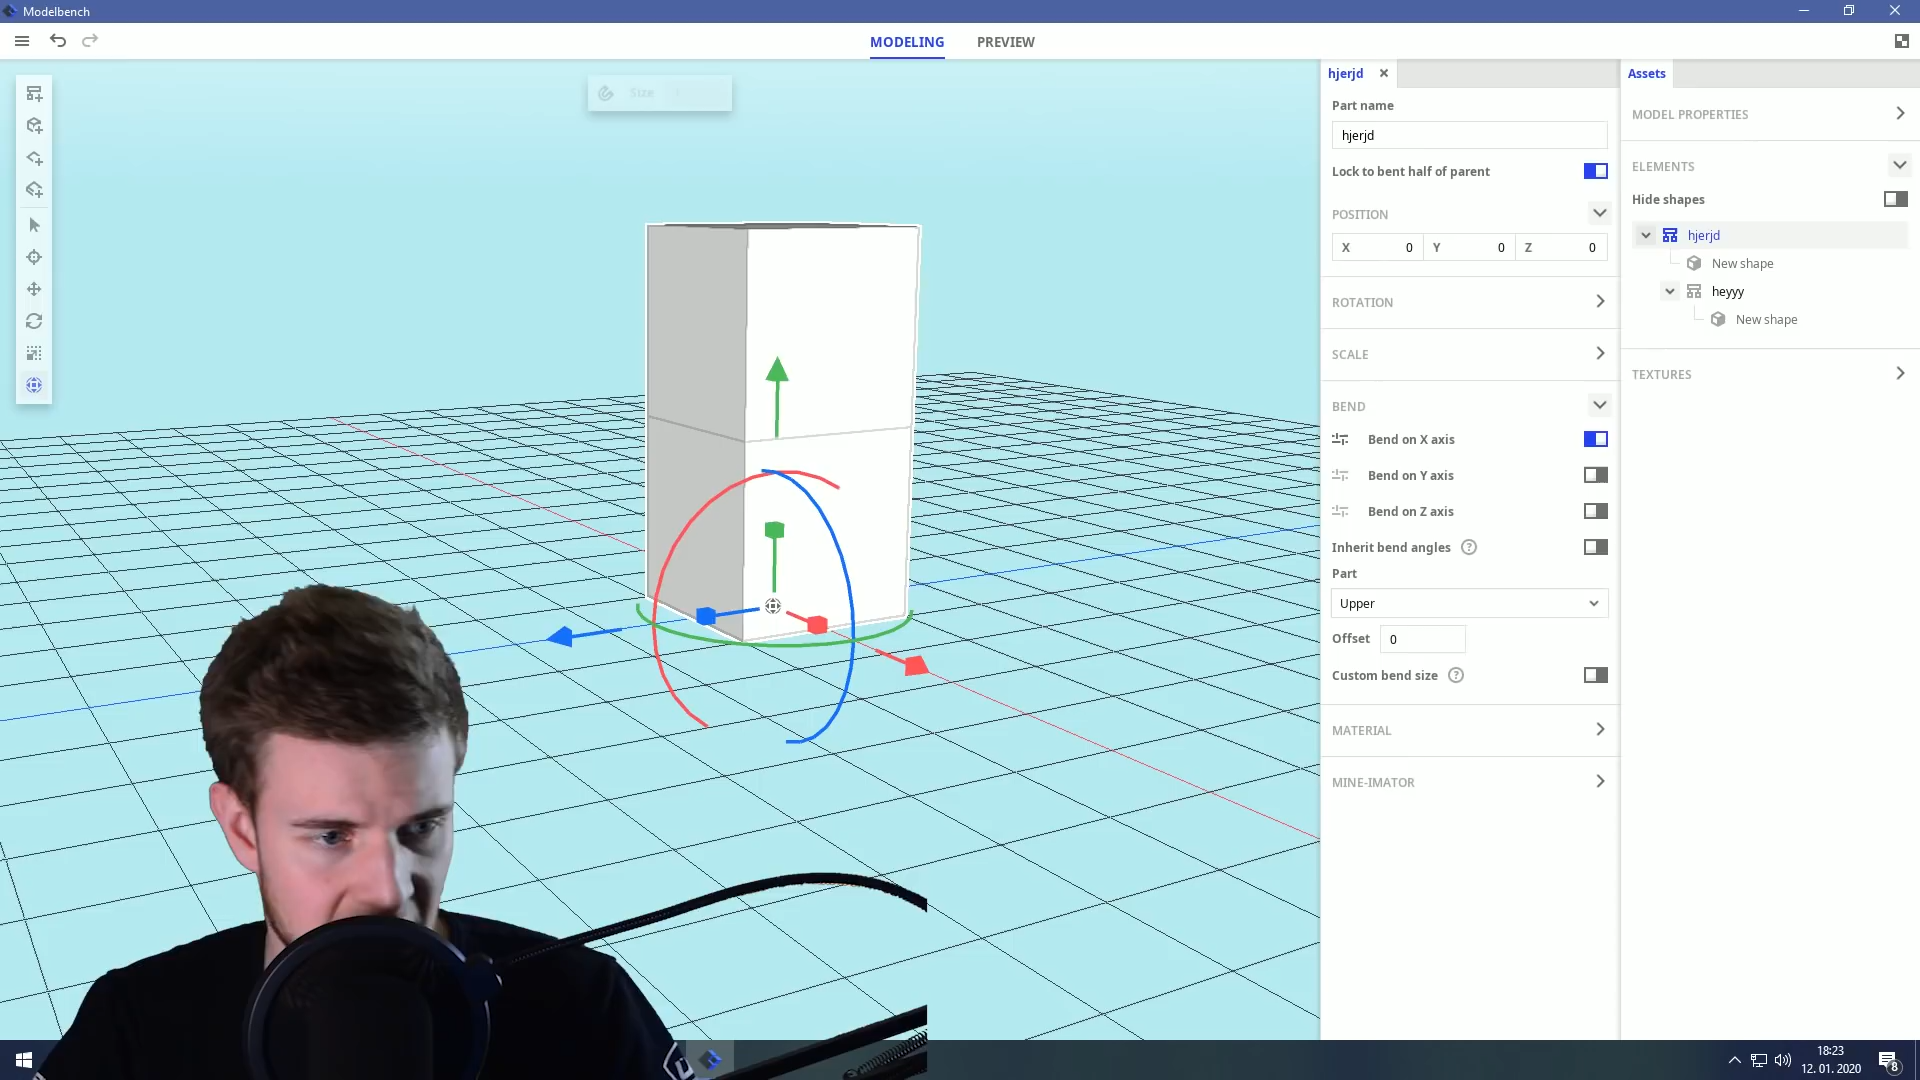 Modelbench
MODELING
PREVIEW
Size
hjerjd
Part name
hjerjd
Lock to bent half of parent
POSITION
X 0 Y 0 Z 0
ROTATION
SCALE
BEND
Bend on X axis
Bend on Y axis
Bend on Z axis
Inherit bend angles ?
Part
Upper
Offset 0
Custom bend size ?
MATERIAL
MINE-IMATOR
Assets
MODEL PROPERTIES
ELEMENTS
Hide shapes
hjerjd
New shape
heyyy
New shape
TEXTURES
18:23
12. 01. 2020
8